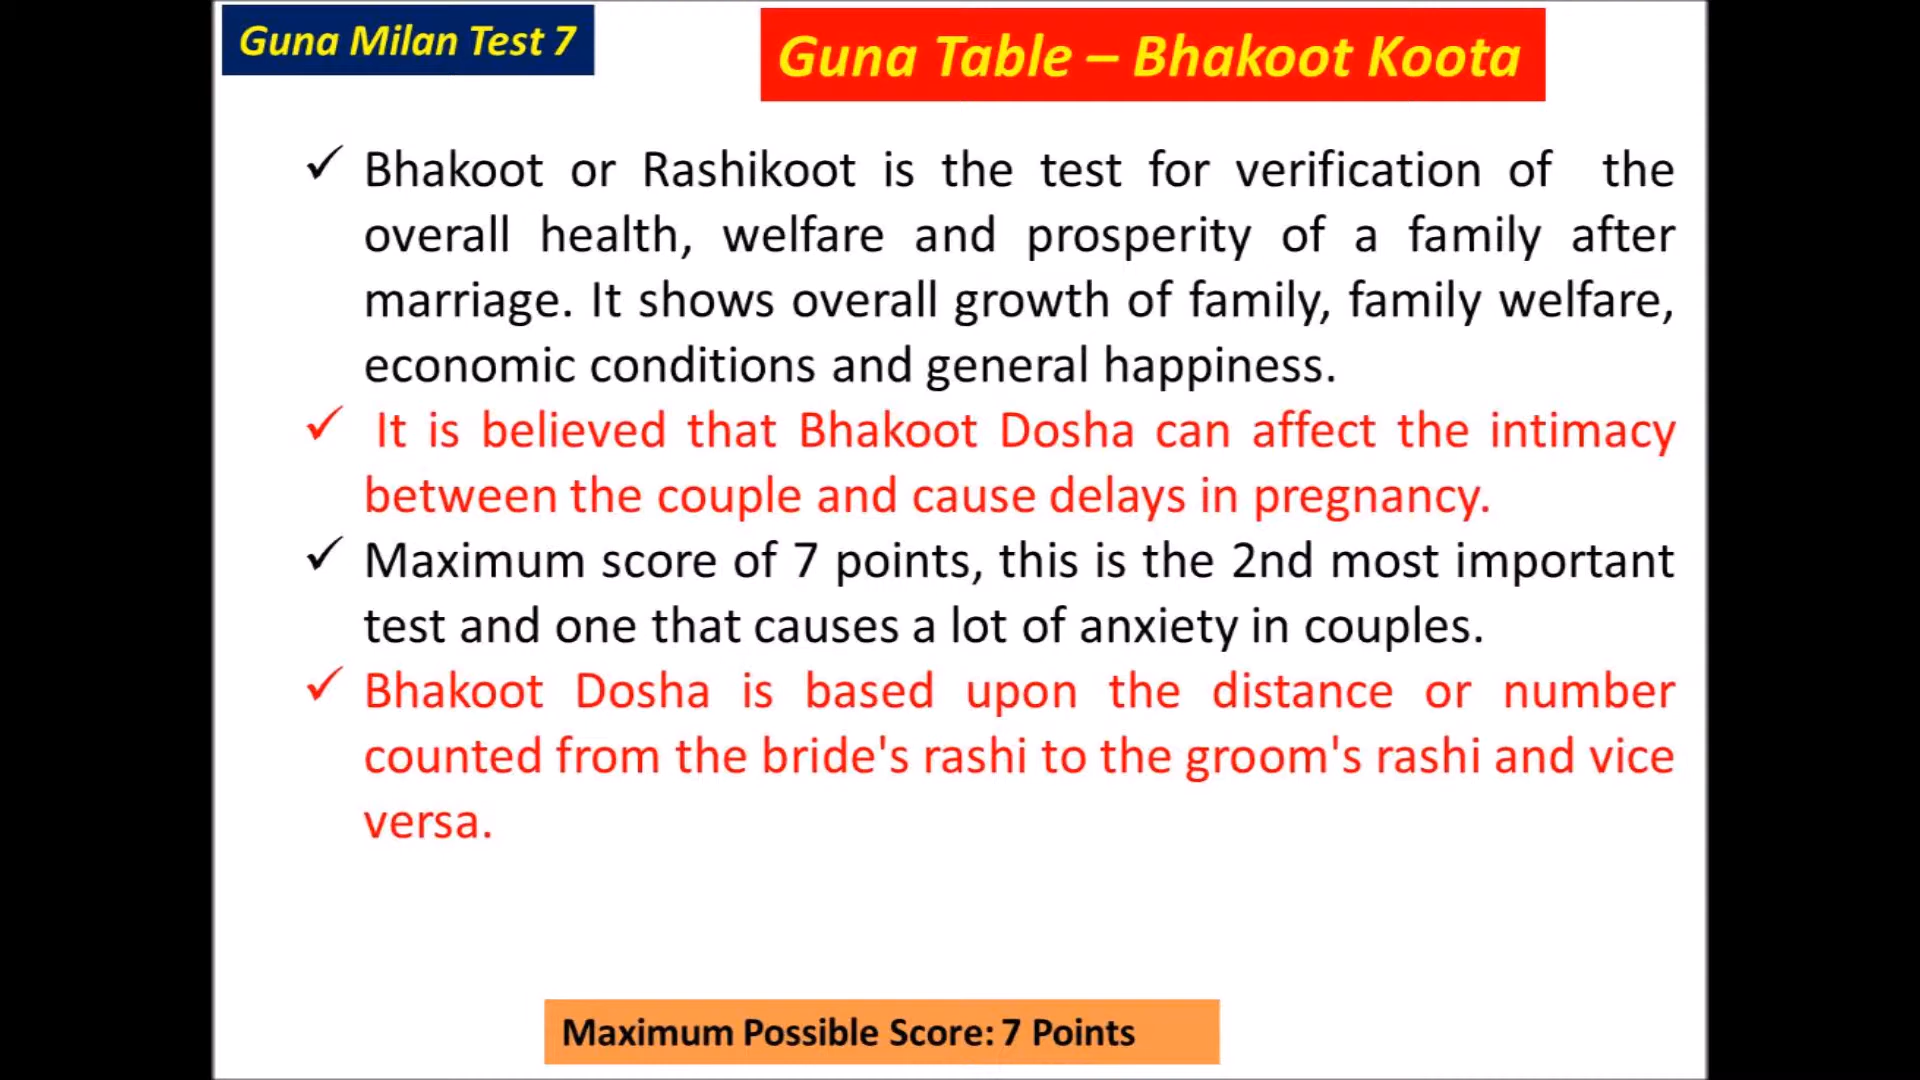 Guna Milan Test 7
Guna Table – Bhakoot Koota
✓ Bhakoot or Rashikoot is the test for verification of the
overall health, welfare and prosperity of a family after
marriage. It shows overall growth of family, family welfare,
economic conditions and general happiness.
✓ It is believed that Bhakoot Dosha can affect the intimacy
between the couple and cause delays in pregnancy.
✓ Maximum score of 7 points, this is the 2nd most important
test and one that causes a lot of anxiety in couples.
✓ Bhakoot Dosha is based upon the distance or number
counted from the bride's rashi to the groom's rashi and vice
versa.
Maximum Possible Score: 7 Points